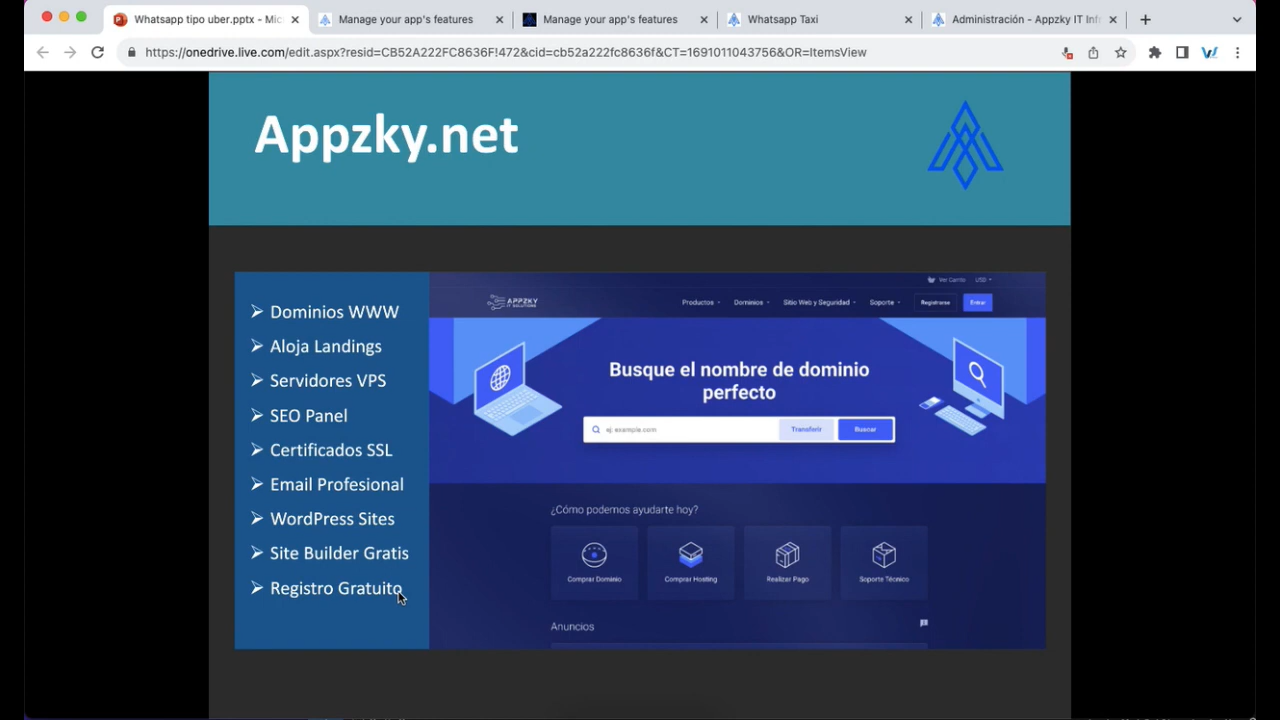 Whatsapp tipo uber.pptx - Mic
Manage your app's features
Manage your app's features
Whatsapp Taxi
Administración - Appzky IT Infr
https://onedrive.live.com/edit.aspx?resid=CB52A222FC8636F!472&cid=cb52a222fc8636f&CT=1691011043756&OR=ItemsView
Appzky.net
Dominios WWW
Aloja Landings
Servidores VPS
SEO Panel
Certificados SSL
Email Profesional
WordPress Sites
Site Builder Gratis
Registro Gratuito
Ver Carrito USD
APPZKY
IT SOLUTIONS
Productos
Dominios
Sitio Web y Seguridad
Soporte
Registrarse
Entrar
Busque el nombre de dominio
perfecto
ej: example.com
Transferir
Buscar
¿Cómo podemos ayudarte hoy?
Comprar Dominio
Comprar Hosting
Realizar Pago
Soporte Técnico
Anuncios